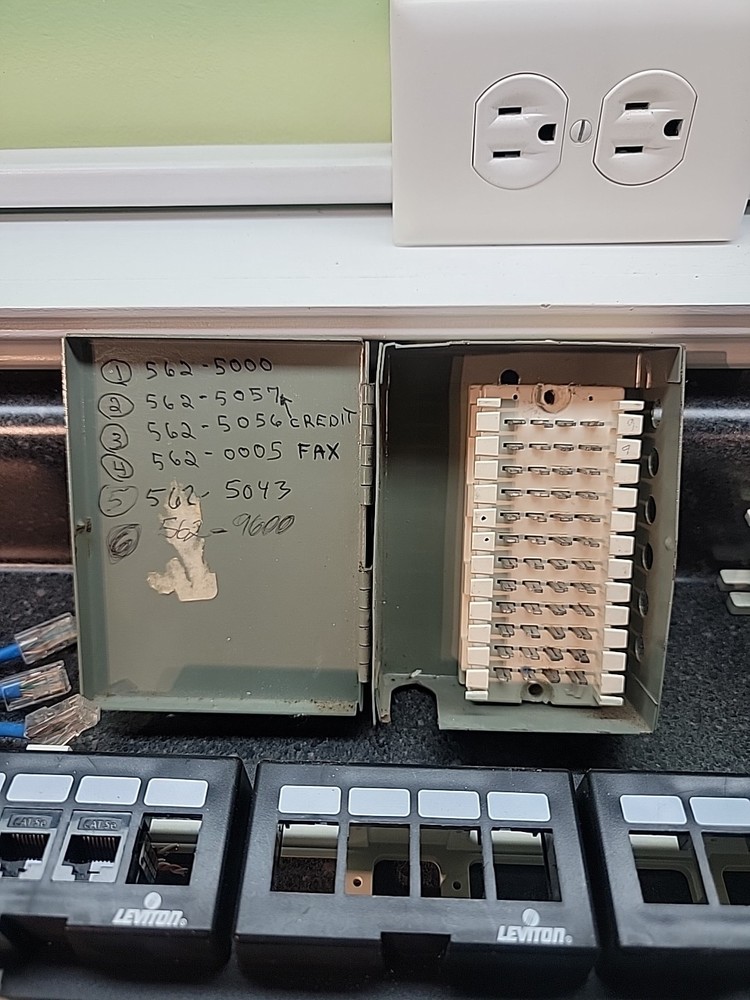 ① 562-5000
② 562-5057
③ 562-5056 CREDIT
④ 562-0005 FAX
⑤ 562-5043
⑥ 562-9600
CAT 5e CAT 5e
LEVITON®
LEVITON®